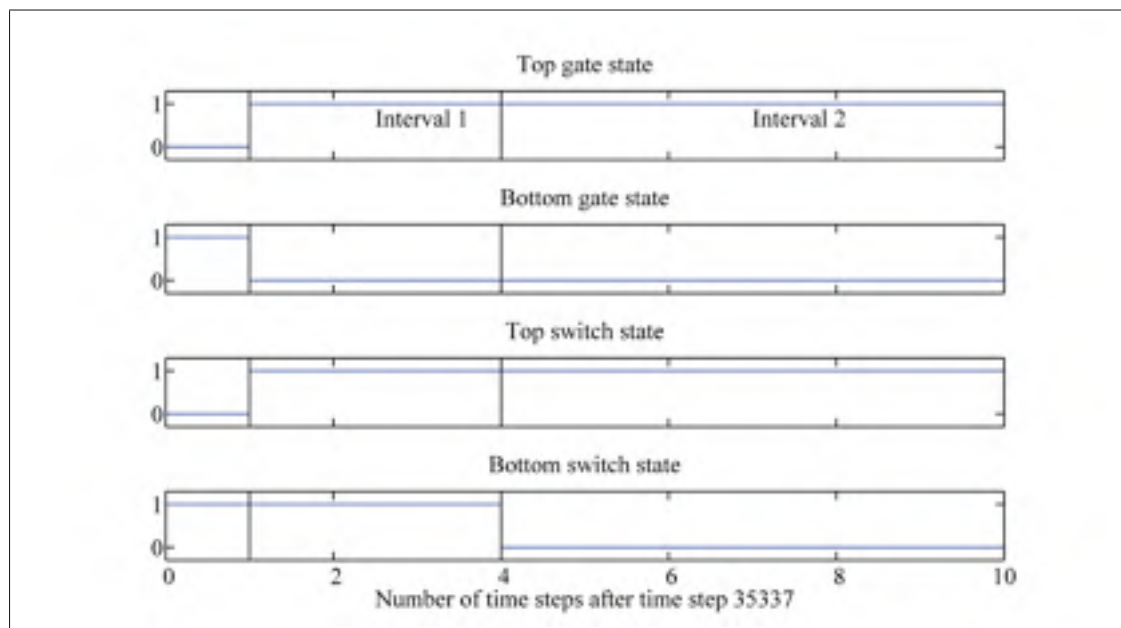 Top gate state
1
Interval 1 Interval 2
0
Bottom gate state
1
0
Top switch state
1
0
Bottom switch state
1
0
0 2 4 6 8 10
Number of time steps after time step 35337